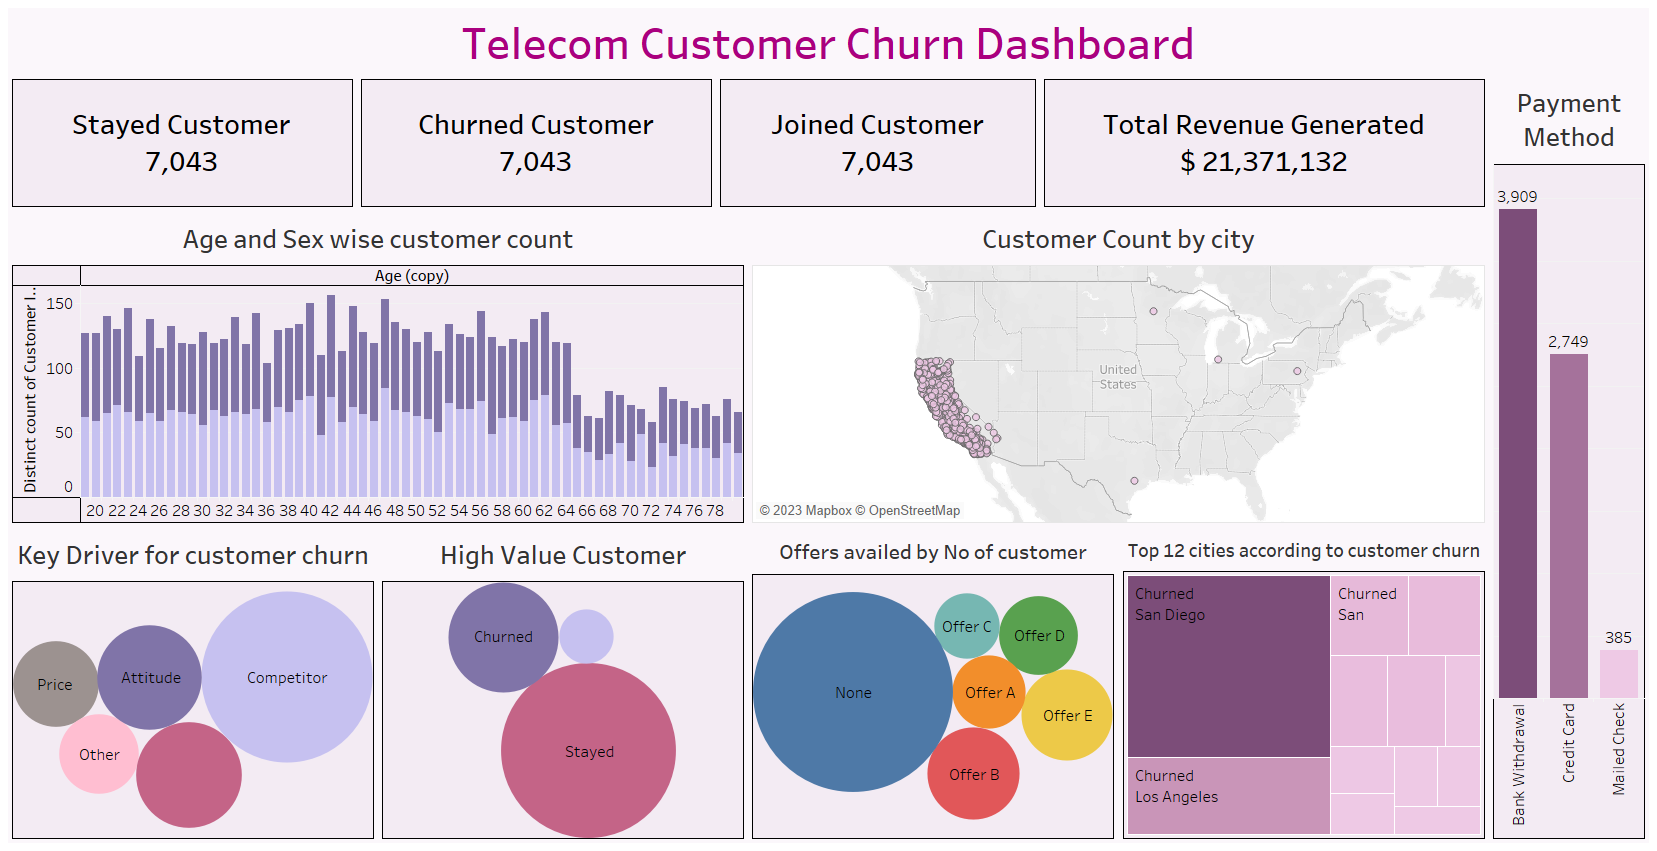 Telecom Customer Churn Dashboard
Stayed Customer
7,043
Churned Customer
7,043
Joined Customer
7,043
Total Revenue Generated
$ 21,371,132
Payment
Method
3,909
2,749
385
Bank Withdrawal
Credit Card
Mailed Check
Age and Sex wise customer count
Age (copy)
Distinct count of Customer I..
150
100
50
0
20 22 24 26 28 30 32 34 36 38 40 42 44 46 48 50 52 54 56 58 60 62 64 66 68 70 72 74 76 78
Customer Count by city
United
States
© 2023 Mapbox © OpenStreetMap
Key Driver for customer churn
Price
Attitude
Competitor
Other
High Value Customer
Churned
Stayed
Offers availed by No of customer
None
Offer C
Offer D
Offer A
Offer E
Offer B
Top 12 cities according to customer churn
Churned
San Diego
Churned
San
Churned
Los Angeles